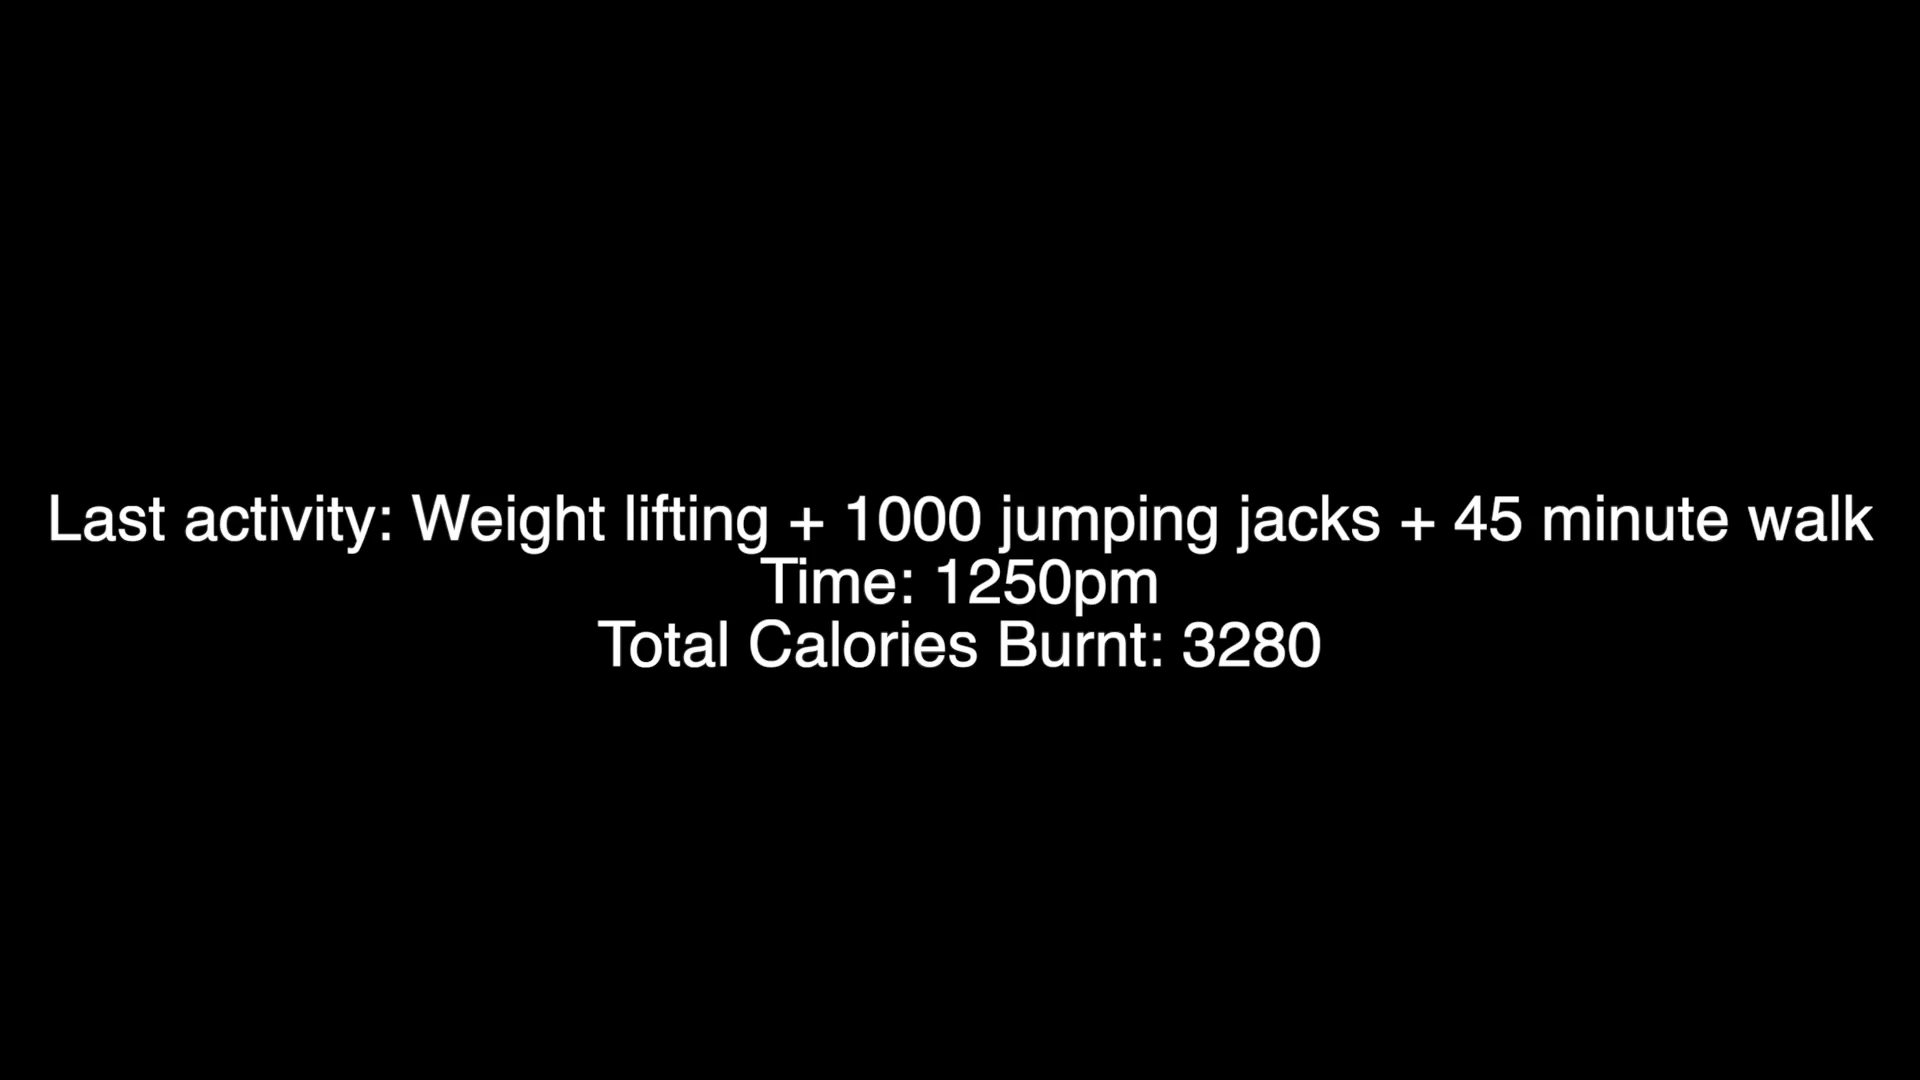 Last activity: Weight lifting + 1000 jumping jacks + 45 minute walk
Time: 1250pm
Total Calories Burnt: 3280